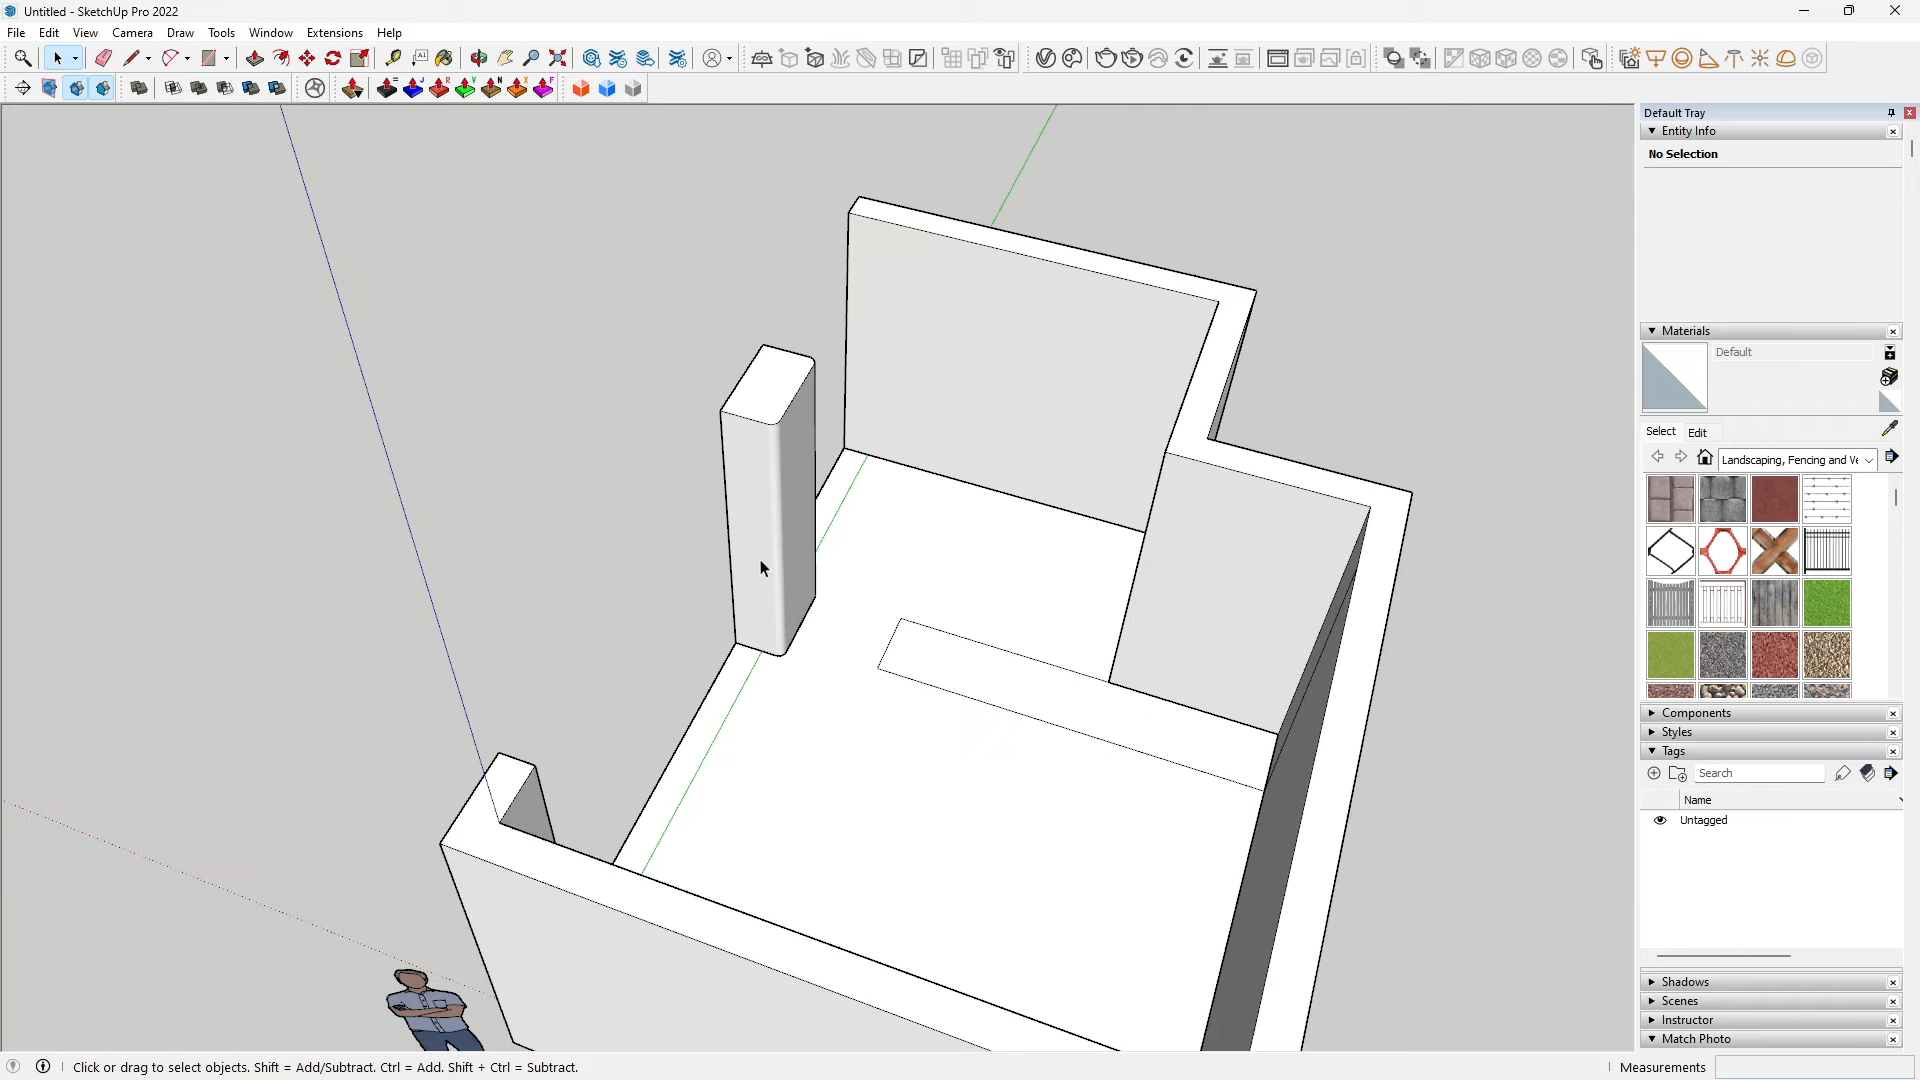 Untitled - SketchUp Pro 2022
File Edit View Camera Draw Tools Window Extensions Help
Default Tray
Entity Info
No Selection
Materials
Default
Select Edit
Landscaping, Fencing and Ve
Components
Styles
Tags
Search
Name
Untagged
Shadows
Scenes
Instructor
Match Photo
Click or drag to select objects. Shift = Add/Subtract. Ctrl = Add. Shift + Ctrl = Subtract.
Measurements